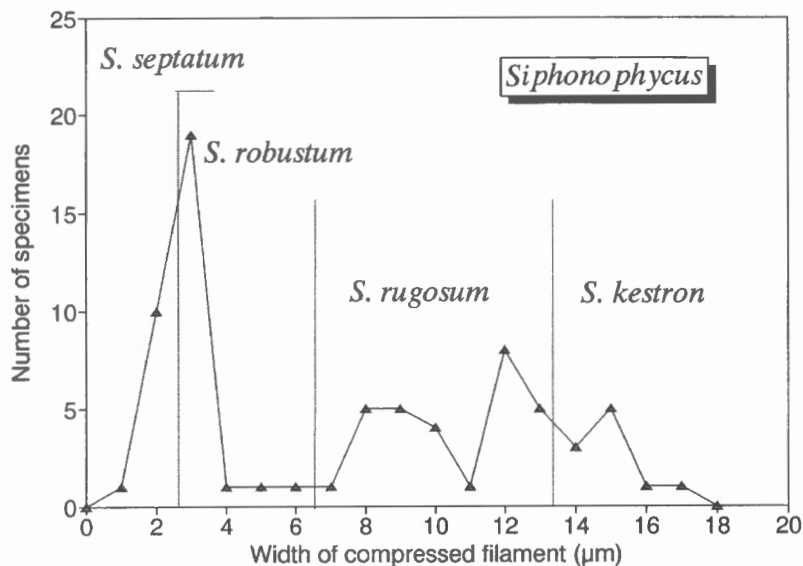 25
S. septatum
Siphonophycus
20
S. robustum
Number of specimens
15
S. rugosum
S. kestron
10
5
0
0 2 4 6 8 10 12 14 16 18 20
Width of compressed filament (µm)